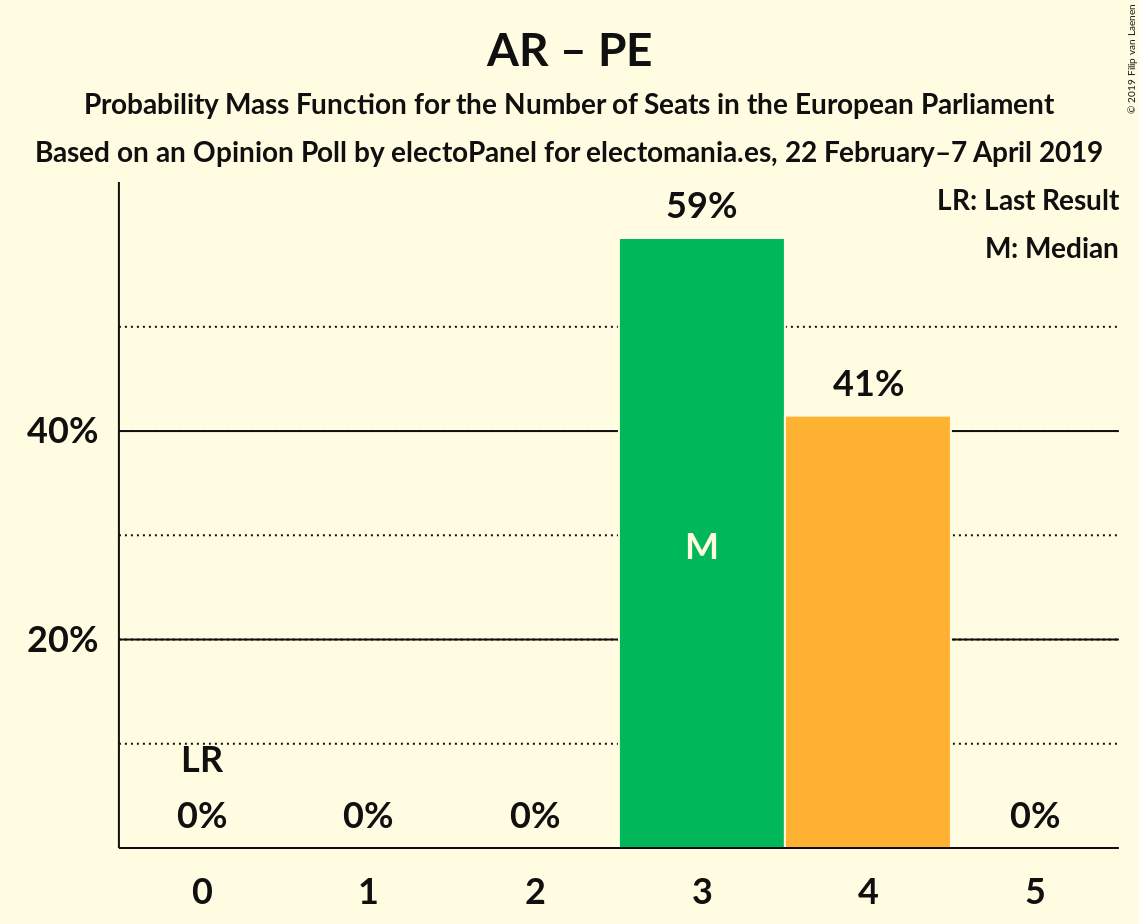 AR – PE
Probability Mass Function for the Number of Seats in the European Parliament
Based on an Opinion Poll by electoPanel for electomania.es, 22 February–7 April 2019
© 2019 Filip van Laenen
LR: Last Result
M: Median
59%
41%
40%
20%
M
LR
0% 0% 0% 0%
0 1 2 3 4 5